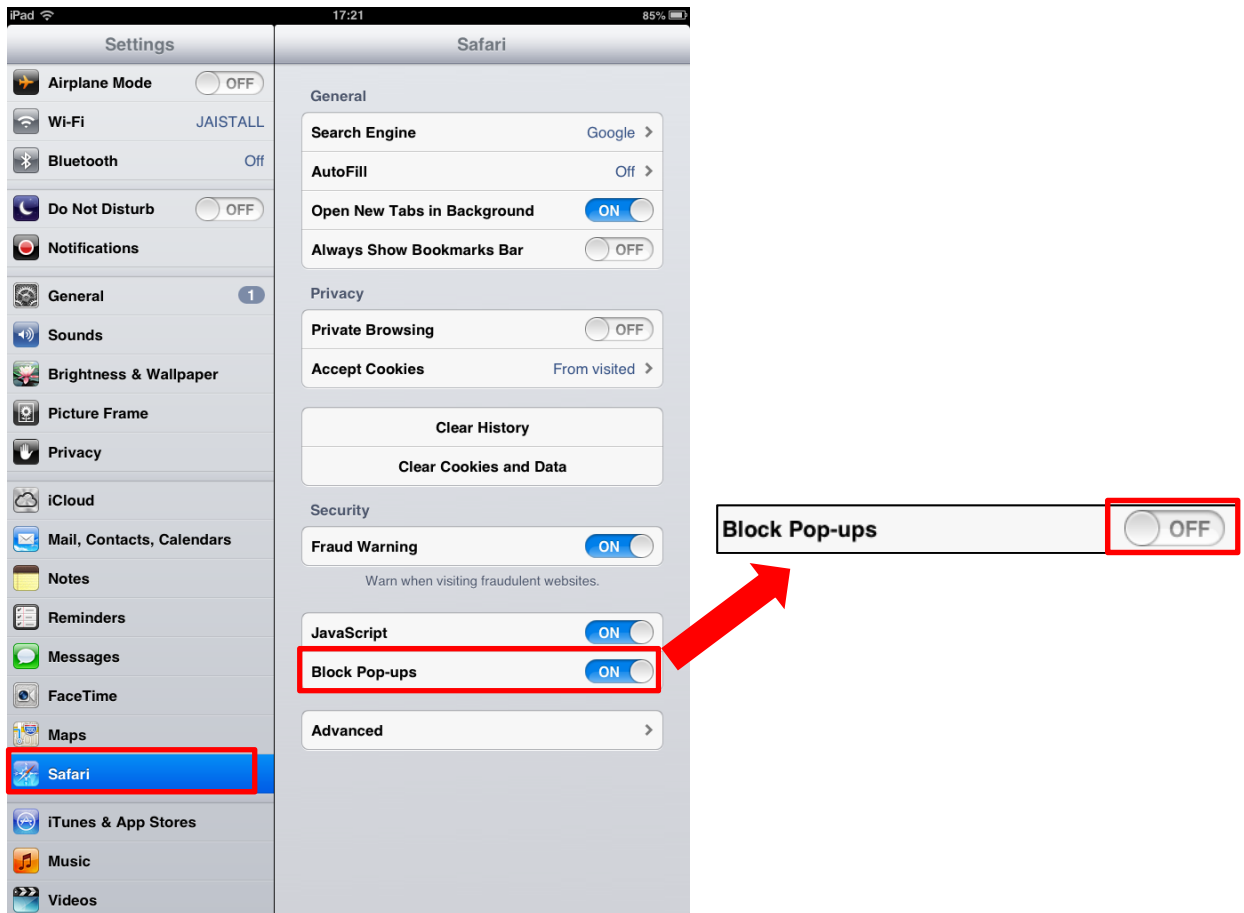 iPad 17:21 85%
Settings
Airplane Mode OFF
Wi-Fi JAISTALL
Bluetooth Off
Do Not Disturb OFF
Notifications
General 1
Sounds
Brightness & Wallpaper
Picture Frame
Privacy
iCloud
Mail, Contacts, Calendars
Notes
Reminders
Messages
FaceTime
Maps
Safari
iTunes & App Stores
Music
Videos
Safari
General
Search Engine Google
AutoFill Off
Open New Tabs in Background ON
Always Show Bookmarks Bar OFF
Privacy
Private Browsing OFF
Accept Cookies From visited
Clear History
Clear Cookies and Data
Security
Fraud Warning ON
Warn when visiting fraudulent websites.
JavaScript ON
Block Pop-ups ON
Advanced
Block Pop-ups OFF